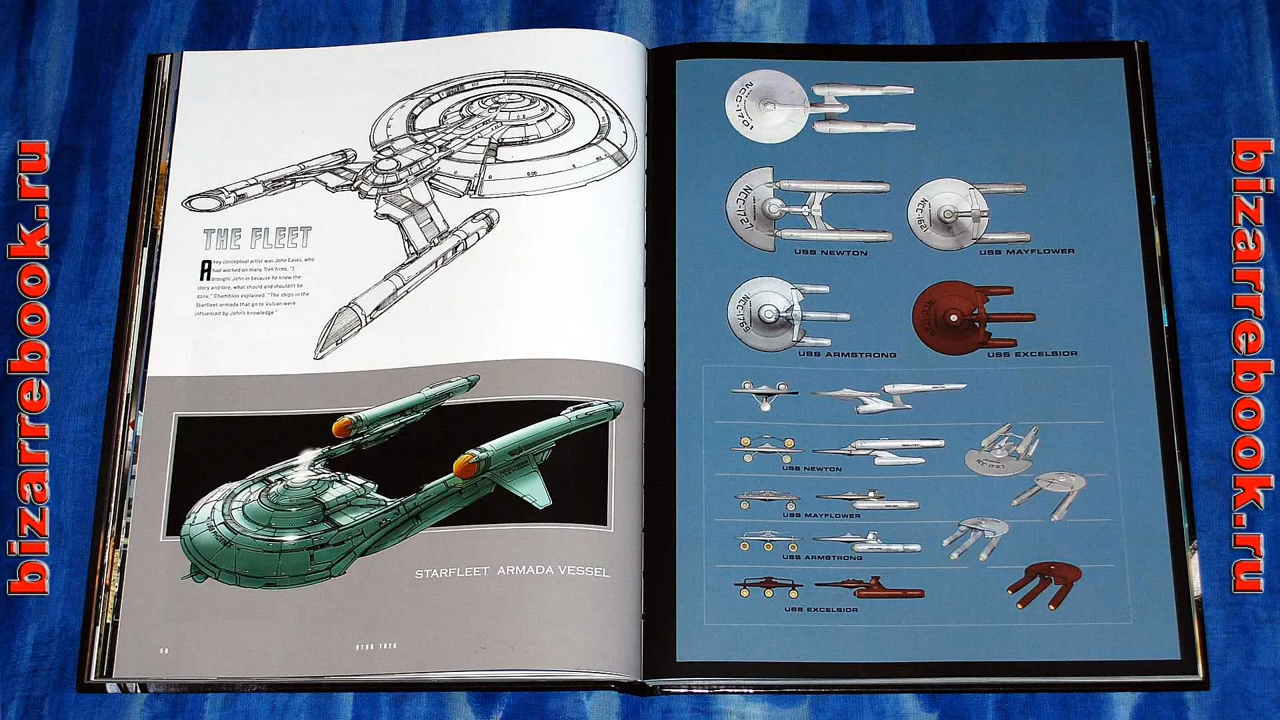 bizarrebook.ru
THE FLEET
A key conceptual artist was John Eaves, who
had worked on many Trek films. "I
brought John in because he knew the
story and lore, what should and shouldn't be
done," Chambliss explained. "The ships in the
Starfleet armada that go to Vulcan were
influenced by John's knowledge."
STARFLEET ARMADA VESSEL
58
STAR TREK
NCC-1701
NCC-1727
USS NEWTON
NCC-1621
USS MAYFLOWER
USS ARMSTRONG
USS EXCELSIOR
USS NEWTON
USS MAYFLOWER
USS ARMSTRONG
USS EXCELSIOR
bizarrebook.ru